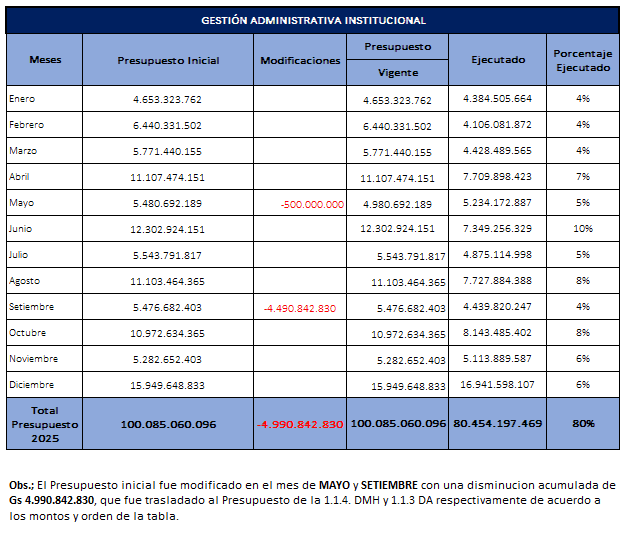 GESTIÓN ADMINISTRATIVA INSTITUCIONAL
Meses Presupuesto Inicial Modificaciones Presupuesto Vigente Ejecutado Porcentaje Ejecutado
Enero 4.653.323.762 4.653.323.762 4.384.505.664 4%
Febrero 6.440.331.502 6.440.331.502 4.106.081.872 4%
Marzo 5.771.440.155 5.771.440.155 4.428.489.565 4%
Abril 11.107.474.151 11.107.474.151 7.709.898.423 7%
Mayo 5.480.692.189 -500.000.000 4.980.692.189 5.234.172.887 5%
Junio 12.302.924.151 12.302.924.151 7.349.256.329 10%
Julio 5.543.791.817 5.543.791.817 4.875.114.998 5%
Agosto 11.103.464.365 11.103.464.365 7.727.884.388 8%
Setiembre 5.476.682.403 -4.490.842.830 5.476.682.403 4.439.820.247 4%
Octubre 10.972.634.365 10.972.634.365 8.143.485.402 8%
Noviembre 5.282.652.403 5.282.652.403 5.113.889.587 6%
Diciembre 15.949.648.833 15.949.648.833 16.941.598.107 6%
Total Presupuesto 2025 100.085.060.096 -4.990.842.830 100.085.060.096 80.454.197.469 80%
Obs.; El Presupuesto inicial fue modificado en el mes de MAYO y SETIEMBRE con una disminucion acumulada de
Gs 4.990.842.830, que fue trasladado al Presupuesto de la 1.1.4. DMH y 1.1.3 DA respectivamente de acuerdo a
los montos y orden de la tabla.